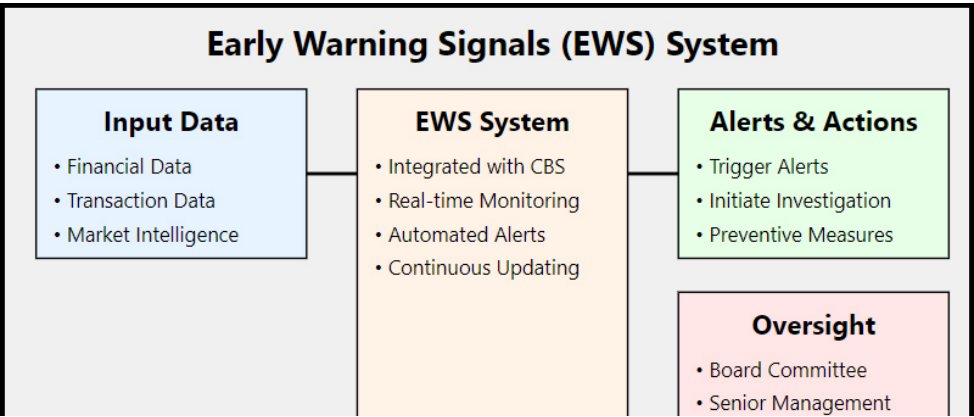 Early Warning Signals (EWS) System
Input Data
• Financial Data
• Transaction Data
• Market Intelligence
EWS System
• Integrated with CBS
• Real-time Monitoring
• Automated Alerts
• Continuous Updating
Alerts & Actions
• Trigger Alerts
• Initiate Investigation
• Preventive Measures
Oversight
• Board Committee
• Senior Management